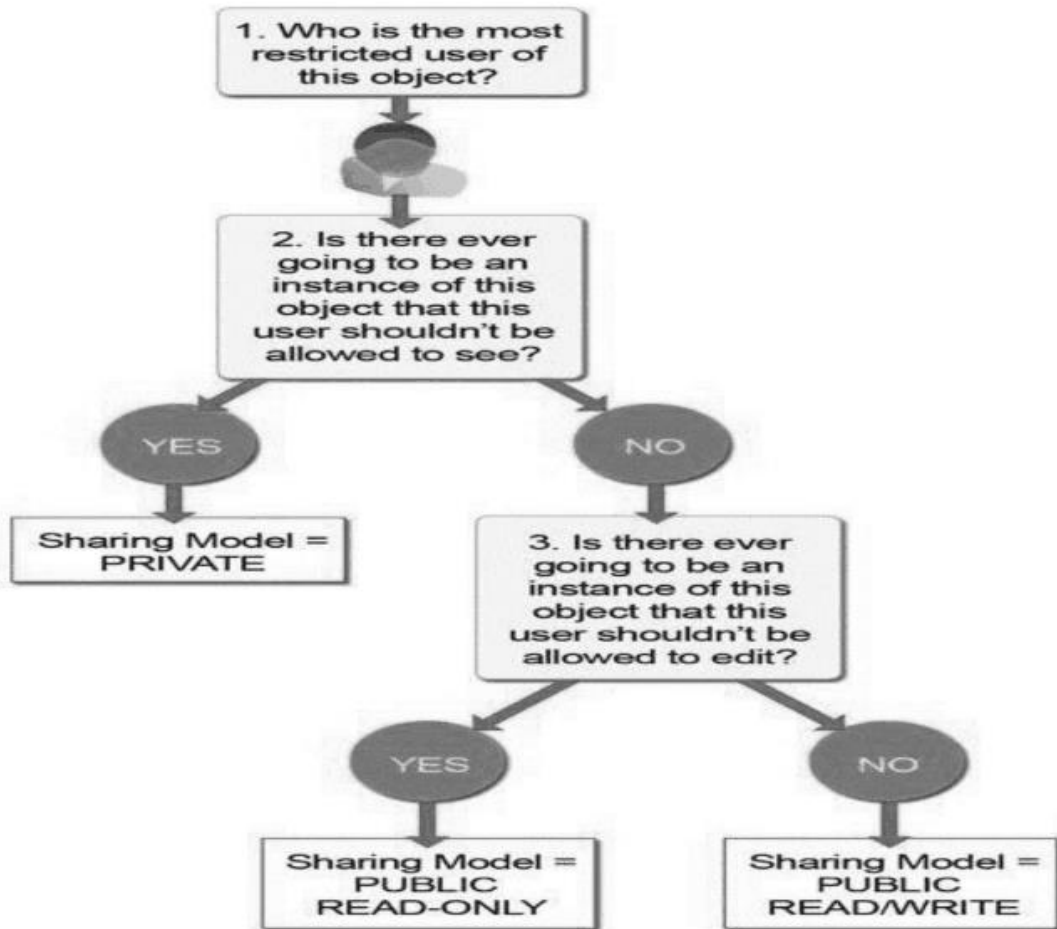 1. Who is the most
restricted user of
this object?
2. Is there ever
going to be an
instance of this
object that this
user shouldn't be
allowed to see?
YES
NO
Sharing Model =
PRIVATE
3. Is there ever
going to be an
instance of this
object that this
user shouldn't be
allowed to edit?
YES
NO
Sharing Model =
PUBLIC
READ-ONLY
Sharing Model =
PUBLIC
READ/WRITE